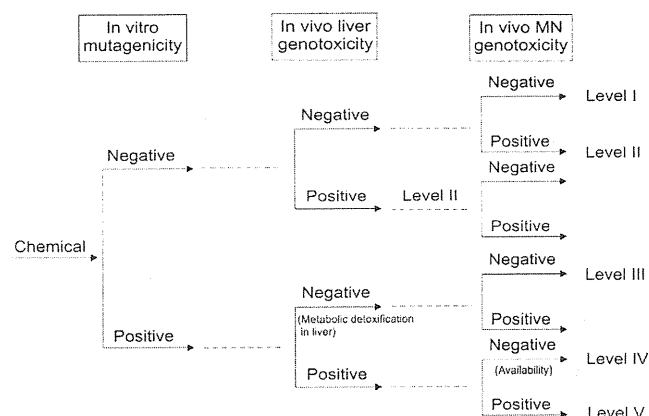 In vitro
mutagenicity
In vivo liver
genotoxicity
In vivo MN
genotoxicity
Negative
Level I
Negative
Positive
Level II
Negative
Negative
Positive
Level II
Positive
Chemical
Negative
Level III
Negative
(Metabolic detoxification
in liver)
Positive
Positive
Negative
Level IV
(Availability)
Positive
Positive
Level V